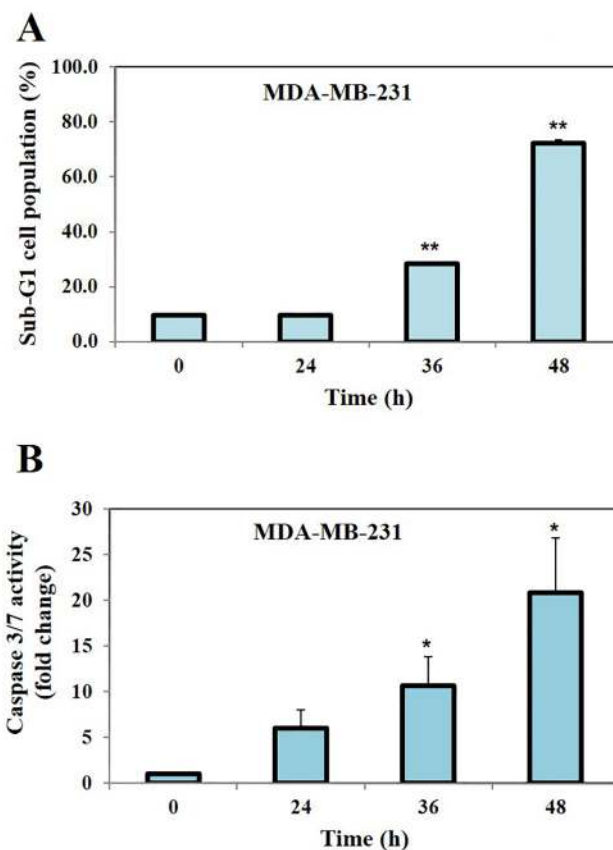 A
100.0
MDA-MB-231
80.0
**
60.0
40.0
**
20.0
0.0
Sub-G1 cell population (%)
0 24 36 48
Time (h)
B
30
MDA-MB-231
25
*
20
15
*
10
5
0
Caspase 3/7 activity
(fold change)
0 24 36 48
Time (h)